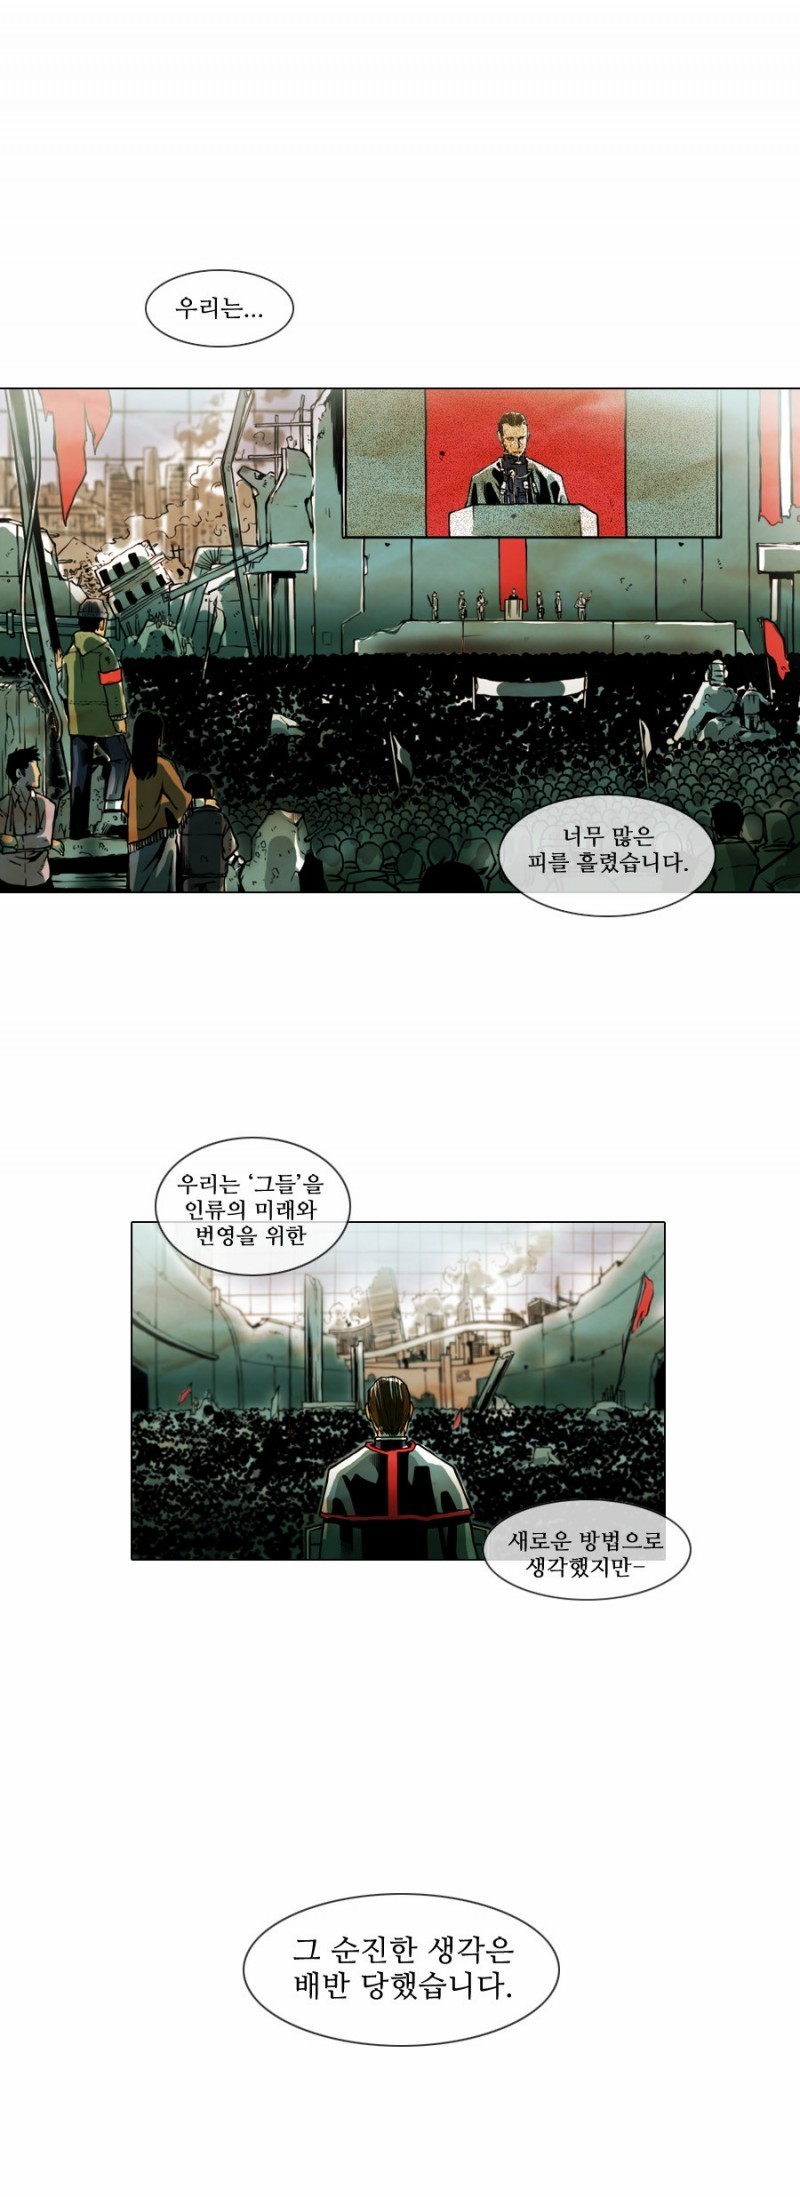 우리는...
너무 많은
피를 흘렸습니다.
우리는 ‘그들’을
인류의 미래와
번영을 위한
새로운 방법으로
생각했지만-
그 순진한 생각은
배반 당했습니다.